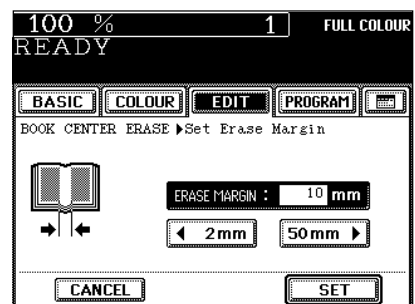 100 % 1 FULL COLOUR
READY
BASIC COLOUR EDIT PROGRAM
BOOK CENTER ERASE ▶Set Erase Margin
ERASE MARGIN : 10 mm
◀ 2mm 50mm ▶
CANCEL SET